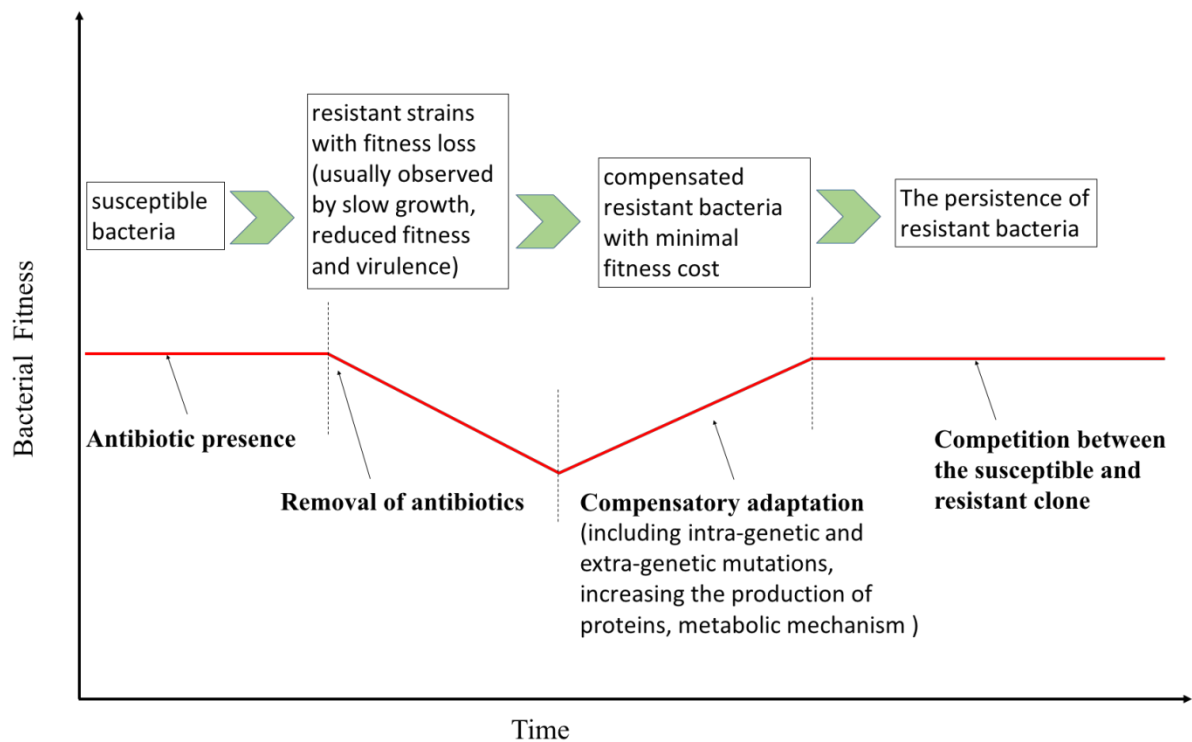 susceptible
bacteria
resistant strains
with fitness loss
(usually observed
by slow growth,
reduced fitness
and virulence)
compensated
resistant bacteria
with minimal
fitness cost
The persistence of
resistant bacteria
Bacterial Fitness
Antibiotic presence
Removal of antibiotics
Compensatory adaptation
(including intra-genetic and
extra-genetic mutations,
increasing the production of
proteins, metabolic mechanism )
Competition between
the susceptible and
resistant clone
Time